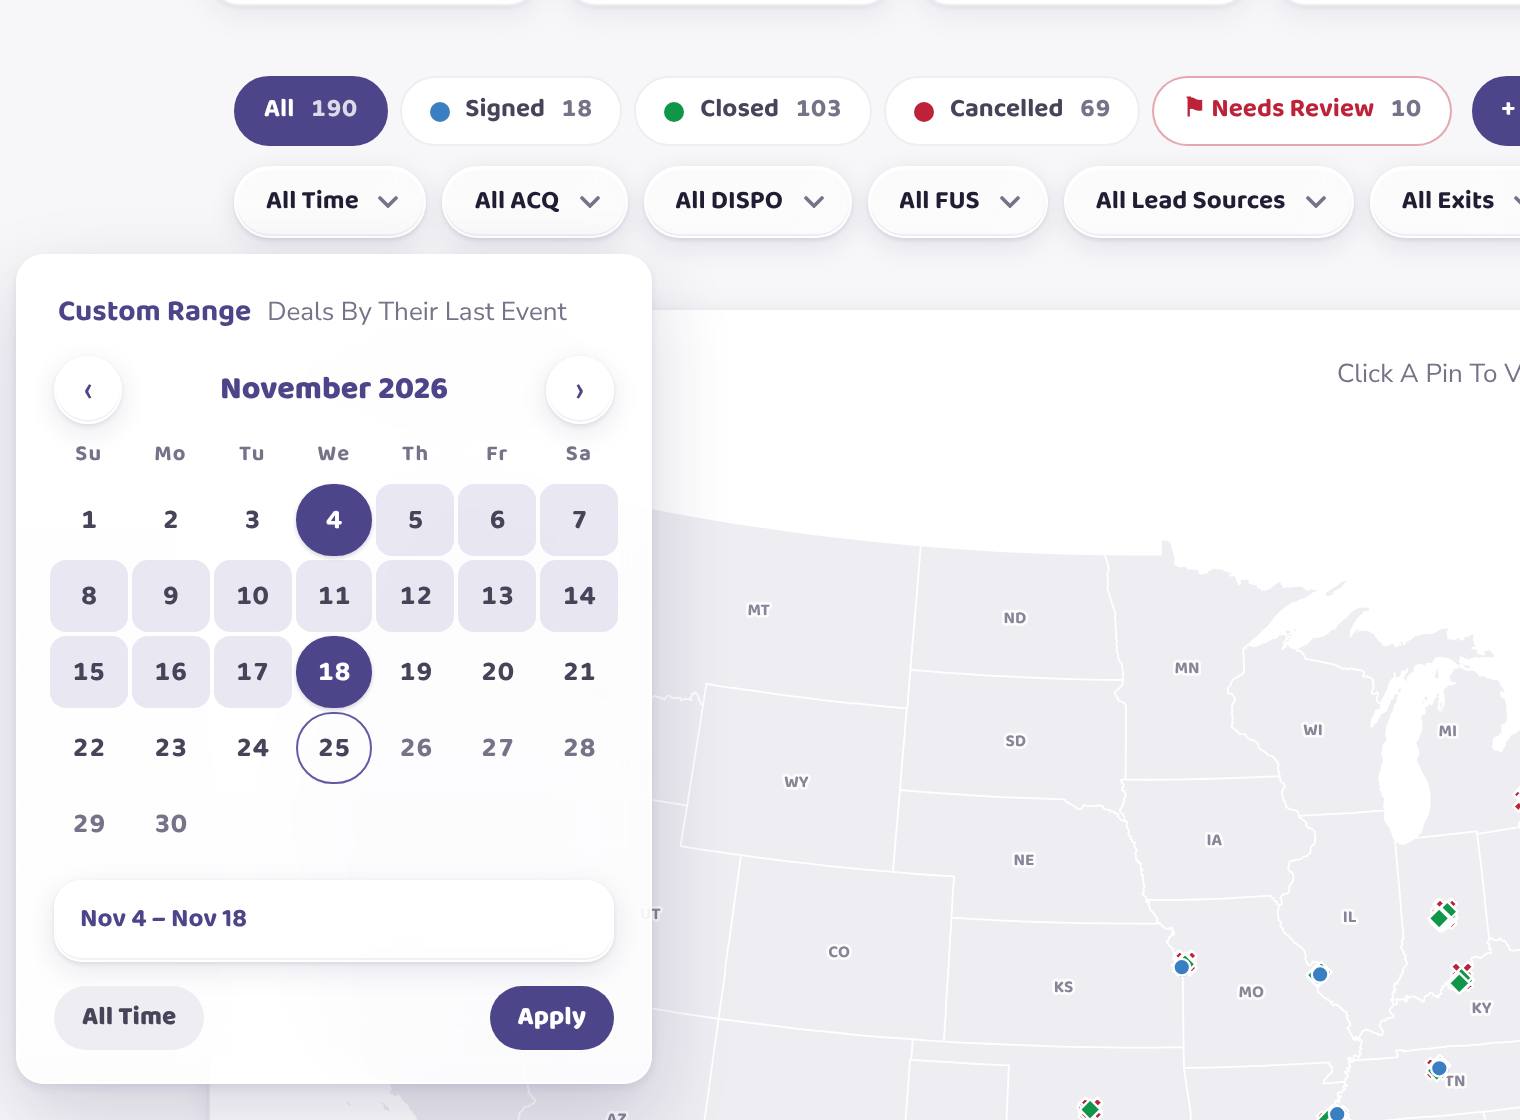 All 190
Signed 18
Closed 103
Cancelled 69
Needs Review 10
+
All Time
All ACQ
All DISPO
All FUS
All Lead Sources
All Exits
Custom Range Deals By Their Last Event
‹ November 2026 ›
Su Mo Tu We Th Fr Sa
1 2 3 4 5 6 7
8 9 10 11 12 13 14
15 16 17 18 19 20 21
22 23 24 25 26 27 28
29 30
Nov 4 – Nov 18
All Time
Apply
Click A Pin To V
MT
ND
MN
WI
MI
SD
WY
IA
NE
UT
IL
CO
KS
MO
KY
TN
AZ